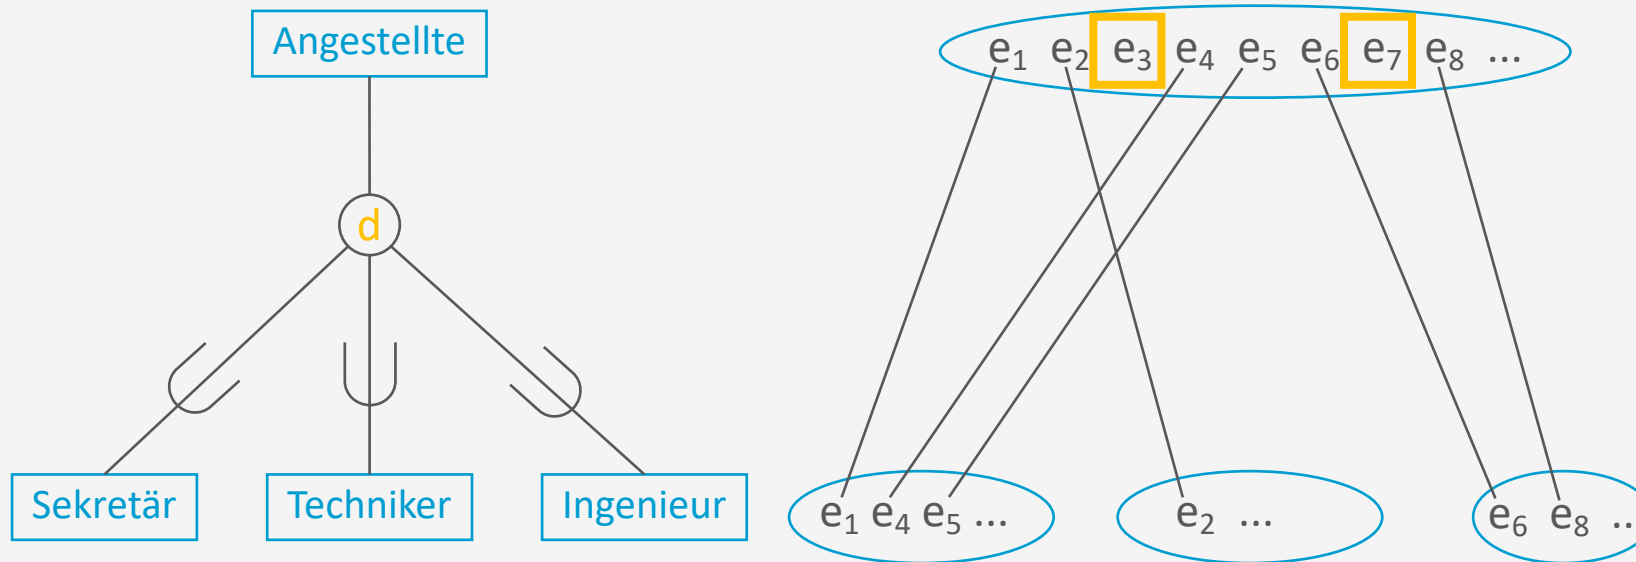 Angestellte
d
Sekretär
Techniker
Ingenieur
e₁ e₂ e₃ e₄ e₅ e₆ e₇ e₈ ...
e₁ e₄ e₅ ...
e₂ ...
e₆ e₈ ...